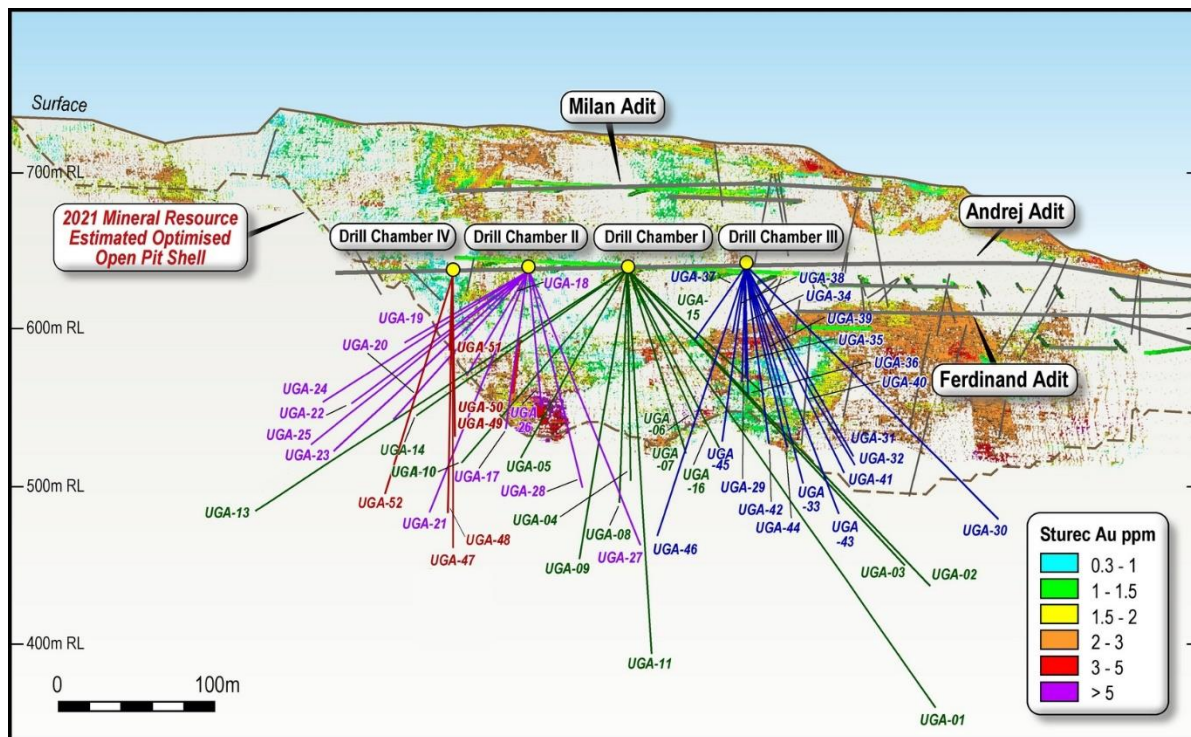 Surface
Milan Adit
700m RL
2021 Mineral Resource
Estimated Optimised
Open Pit Shell
Andrej Adit
Drill Chamber IV
Drill Chamber II
Drill Chamber I
Drill Chamber III
UGA-37
UGA-38
UGA-18
UGA-
15
UGA-34
600m RL
UGA-19
UGA-39
UGA-20
UGA-51
UGA-35
UGA-36
Ferdinand Adit
UGA-40
UGA-24
UGA-22
UGA-50
UGA-49
UGA
-26
UGA
-06
UGA-25
UGA-23
UGA-14
UGA-10
UGA-17
UGA-05
UGA
-07
UGA
-16
UGA
-45
UGA-31
UGA-32
UGA-41
UGA-29
UGA
-33
500m RL
UGA-52
UGA-28
UGA-13
UGA-21
UGA-04
UGA-42
UGA-44
UGA
-43
UGA-30
UGA-48
UGA-47
UGA-08
UGA-09
UGA-27
UGA-46
UGA-03
UGA-02
Sturec Au ppm
0.3 - 1
1 - 1.5
1.5 - 2
2 - 3
3 - 5
> 5
400m RL
UGA-11
0
100m
UGA-01